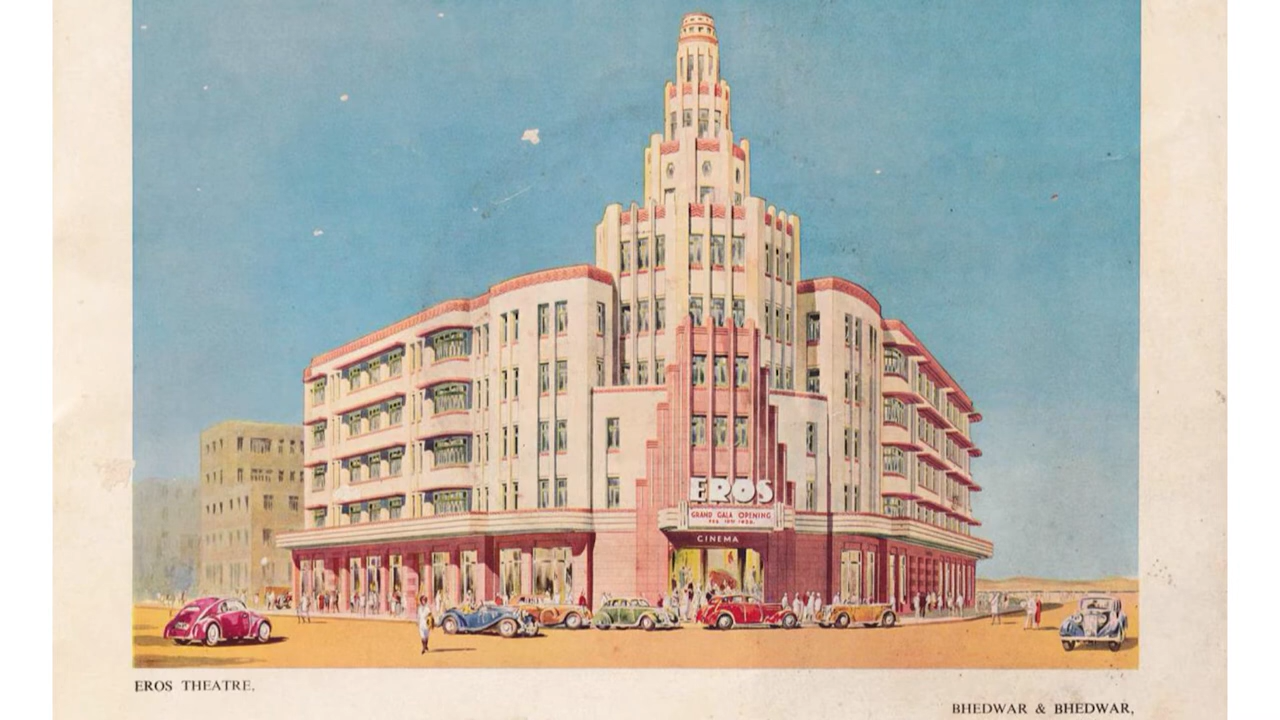 EROS
GRAND GALA OPENING
CINEMA
EROS THEATRE,
BHEDWAR & BHEDWAR,